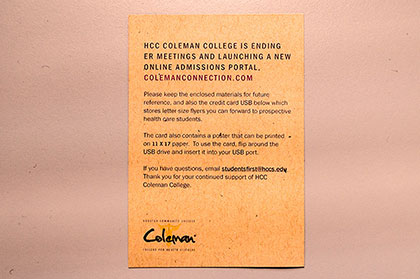 HCC COLEMAN COLLEGE IS ENDING
ER MEETINGS AND LAUNCHING A NEW
ONLINE ADMISSIONS PORTAL,
COLEMANCONNECTION.COM
Please keep the enclosed materials for future
reference, and also the credit card USB below which
stores letter size flyers you can forward to prospective
health care students.
The card also contains a poster that can be printed
on 11 X 17 paper. To use the card, flip around the
USB drive and insert it into your USB port.
If you have questions, email studentsfirst@hccs.edu.
Thank you for your continued support of HCC
Coleman College.
HOUSTON COMMUNITY COLLEGE
Coleman
COLLEGE FOR HEALTH SCIENCES